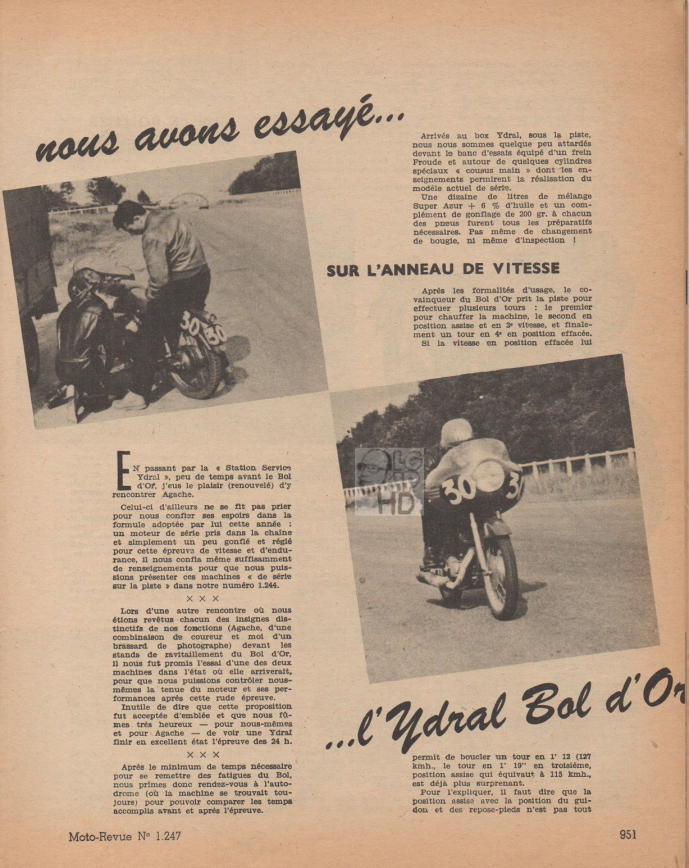 nous avons essayé...
30
30
EN passant par la « Station Service
Ydral », peu de temps avant le Bol
d'Or, j'eus le plaisir (renouvelé) d'y
rencontrer Agache.
Celui-ci d'ailleurs ne se fit pas prier
pour nous confier ses espoirs dans la
formule adoptée par lui cette année :
un moteur de série pris dans la chaîne
et simplement un peu gonflé et réglé
pour cette épreuve de vitesse et d'endu-
rance, il nous confia même suffisamment
de renseignements pour que nous puis-
sions présenter ces machines « de série
sur la piste » dans notre numéro 1.244.
× × ×
Lors d'une autre rencontre où nous
étions revêtus chacun des insignes dis-
tinctifs de nos fonctions (Agache, d'une
combinaison de coureur et moi d'un
brassard de photographe) devant les
stands de ravitaillement du Bol d'Or,
il nous fut promis l'essai d'une des deux
machines dans l'état où elle arriverait,
pour que nous puissions contrôler nous-
mêmes la tenue du moteur et ses per-
formances après cette rude épreuve.
Inutile de dire que cette proposition
fut acceptée d'emblée et que nous fû-
mes très heureux — pour nous-mêmes
et pour Agache — de voir une Ydral
finir en excellent état l'épreuve des 24 h.
× × ×
Après le minimum de temps nécessaire
pour se remettre des fatigues du Bol,
nous primes donc rendez-vous à l'auto-
drome (où la machine se trouvait tou-
jours) pour pouvoir comparer les temps
accomplis avant et après l'épreuve.
Arrivés au box Ydral, sous la piste,
nous nous sommes quelque peu attardés
devant le banc d'essais équipé d'un frein
Froude et autour de quelques cylindres
spéciaux « cousus main » dont les en-
seignements permirent la réalisation du
modèle actuel de série.
Une dizaine de litres de mélange
Super Azur + 6 % d'huile et un com-
plément de gonflage de 200 gr. à chacun
des pneus furent tous les préparatifs
nécessaires. Pas même de changement
de bougie, ni même d'inspection !
SUR L'ANNEAU DE VITESSE
Après les formalités d'usage, le co-
vainqueur du Bol d'Or prit la piste pour
effectuer plusieurs tours : le premier
pour chauffer la machine, le second en
position assise et en 3e vitesse, et finale-
ment un tour en 4e en position effacée.
Si la vitesse en position effacée lui
30
3
LG
HD
...l'Ydral Bol d'Or
permit de boucler un tour en 1' 12 (127
kmh., le tour en 1' 19" en troisième,
position assise qui équivaut à 115 kmh.,
est déjà plus surprenant.
Pour l'expliquer, il faut dire que la
position assise avec la position du gui-
don et des repose-pieds n'est pas tout
Moto-Revue N° 1.247
951